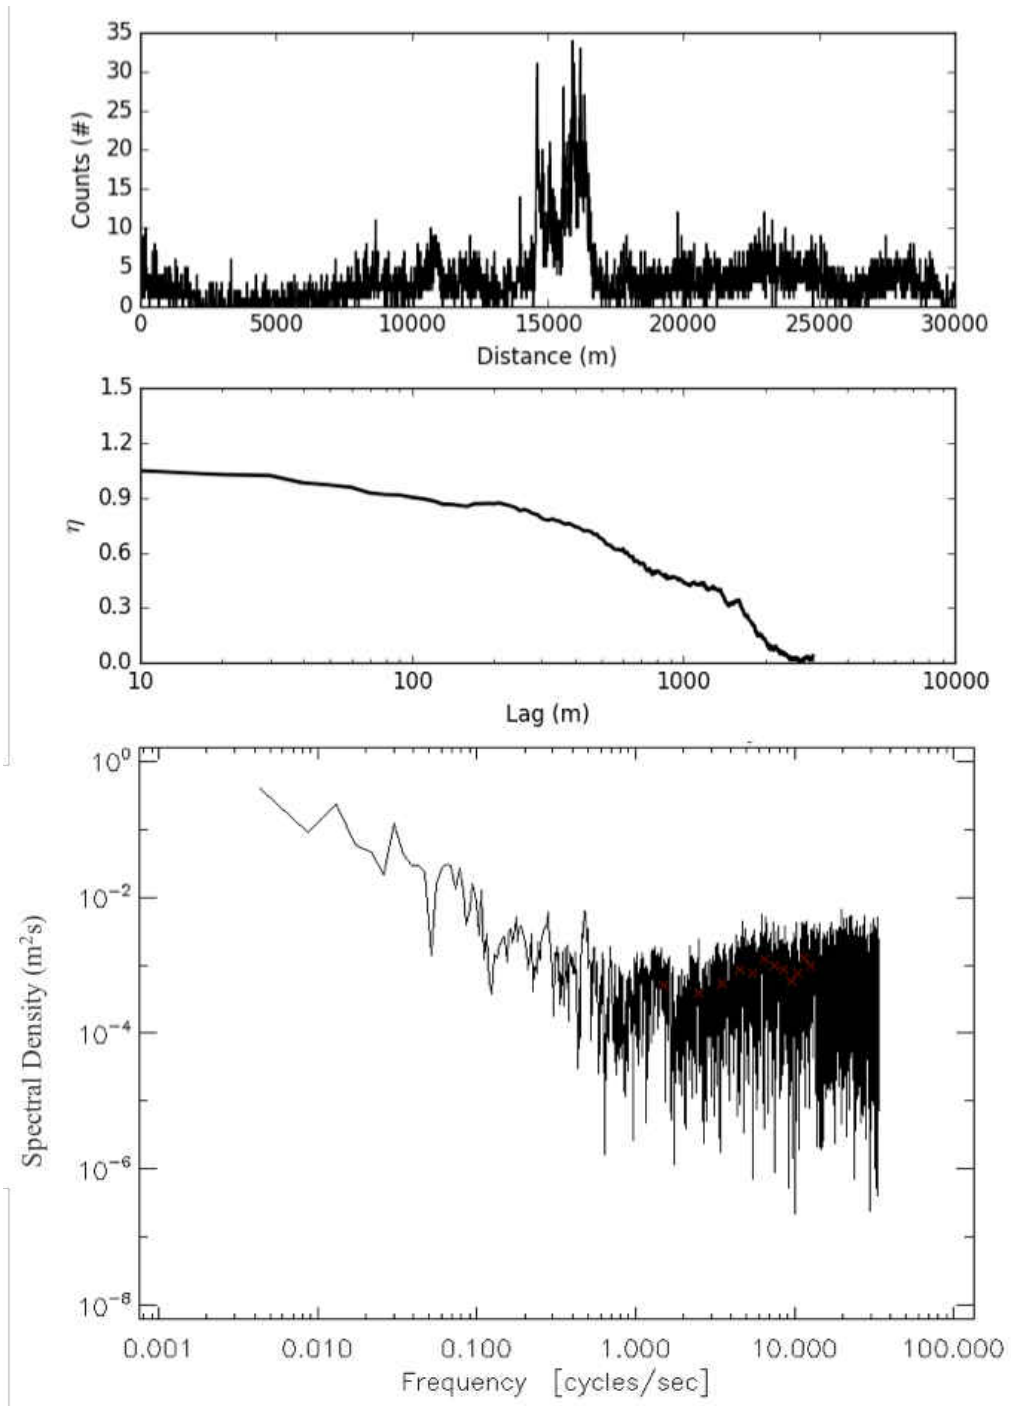 35
30
25
20
15
10
5
0
Counts (#)
0 5000 10000 15000 20000 25000 30000
Distance (m)
1.5
1.2
0.9
0.6
0.3
0.0
η
10 100 1000 10000
Lag (m)
10⁰
10⁻²
10⁻⁴
10⁻⁶
10⁻⁸
Spectral Density (m²s)
0.001 0.010 0.100 1.000 10.000 100.000
Frequency [cycles/sec]